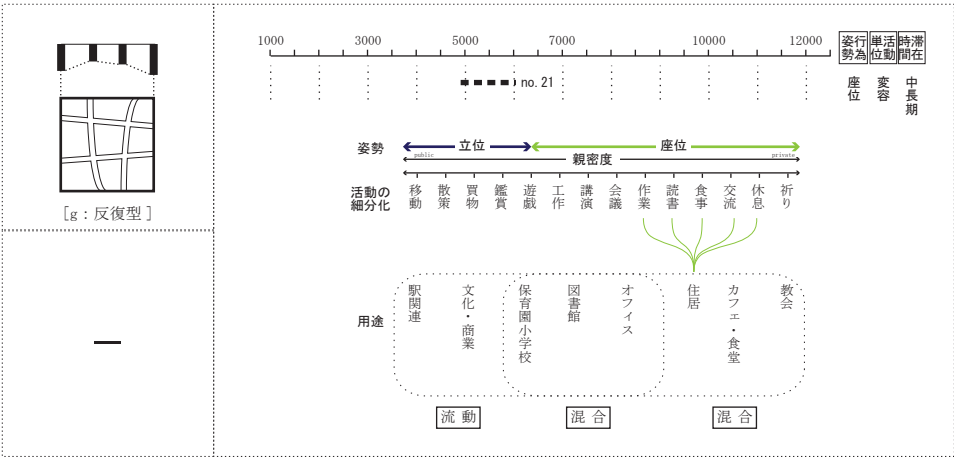 [g：反復型 ]
1000 3000 5000 7000 10000 12000
行為姿勢
活動単位
滞在時間
座位
変容
中長期
no. 21
姿勢
立位
座位
public
親密度
private
活動の細分化
移動
散策
買物
鑑賞
遊戯
工作
講演
会議
作業
読書
食事
交流
休息
祈り
用途
駅関連
文化・商業
保育園小学校
図書館
オフィス
住居
カフェ・食堂
教会
流動
混合
混合